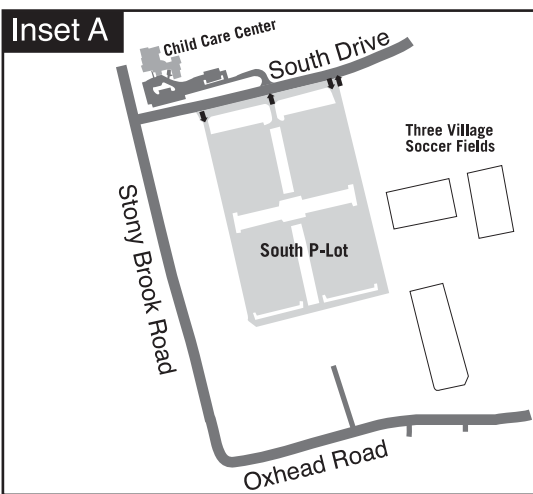 Inset A
Child Care Center
South Drive
Three Village
Soccer Fields
Stony Brook Road
South P-Lot
Oxhead Road